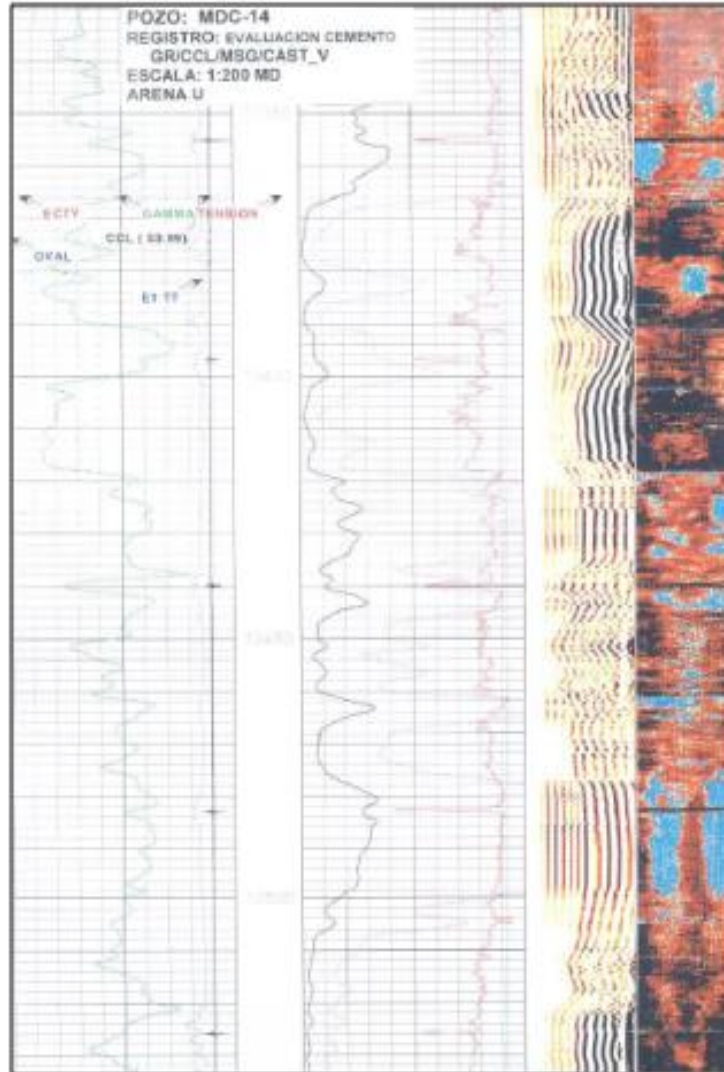 POZO: MDC-14
REGISTRO: EVALUACION CEMENTO
GR/CCL/MSG/CAST_V
ESCALA: 1:200 MD
ARENA U
ECTY GAMMA TENSION
CCL
OVAL